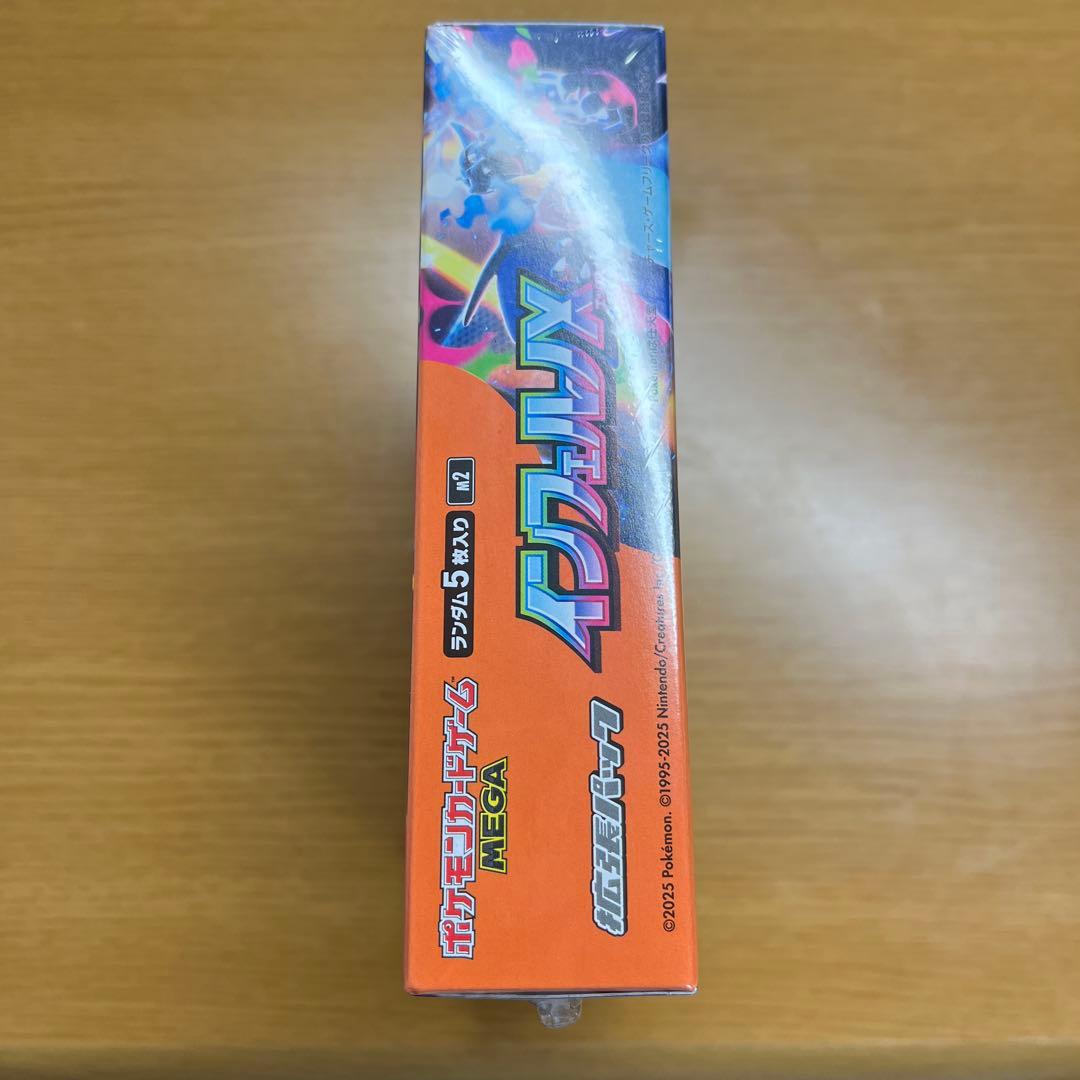 ポケモンカードゲーム™
MEGA
ランダム5枚入り
M2
拡張パック
インフェルノX
©2025 Pokémon. ©1995-2025 Nintendo/Creatures Inc.